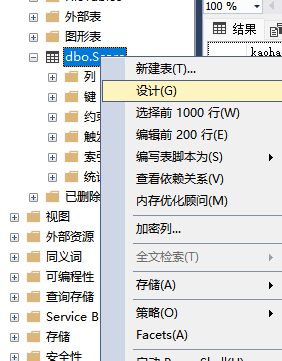 外部表
图形表
dbo.Score
列
键
约束
触发
索引
统计
已删除
视图
外部资源
同义词
可编程性
查询存储
Service B
存储
安全性
100 %
结果
kaoha
新建表(T)...
设计(G)
选择前 1000 行(W)
编辑前 200 行(E)
编写表脚本为(S)
查看依赖关系(V)
内存优化顾问(M)
加密列...
全文检索(T)
存储(A)
策略(O)
Facets(A)